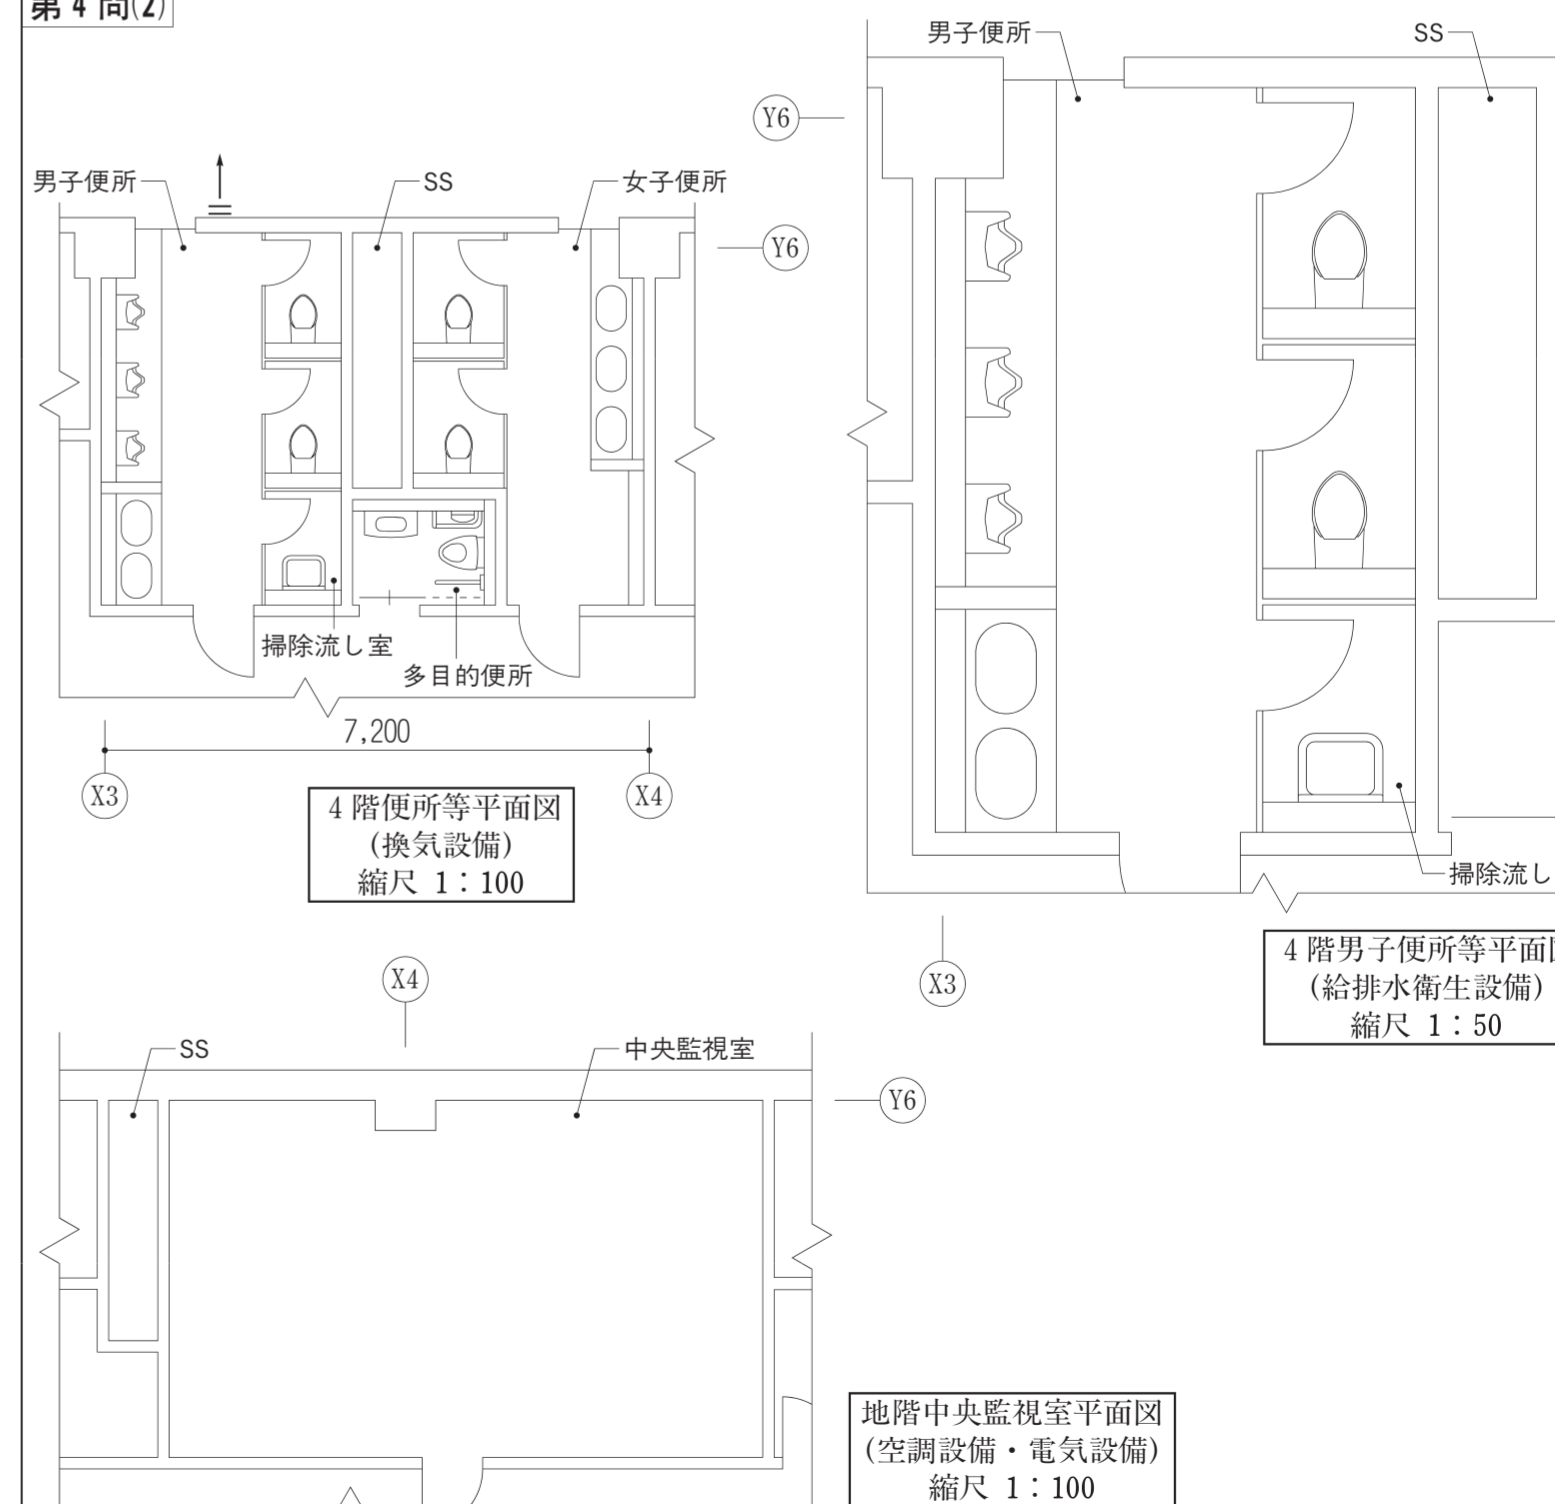 第4問(2)
男子便所
SS
女子便所
Y6
掃除流し室
多目的便所
7,200
X3
X4
4階便所等平面図
(換気設備)
縮尺 1：100
男子便所
SS
Y6
掃除流し
X3
4階男子便所等平面図
(給排水衛生設備)
縮尺 1：50
X4
SS
中央監視室
Y6
地階中央監視室平面図
(空調設備・電気設備)
縮尺 1：100